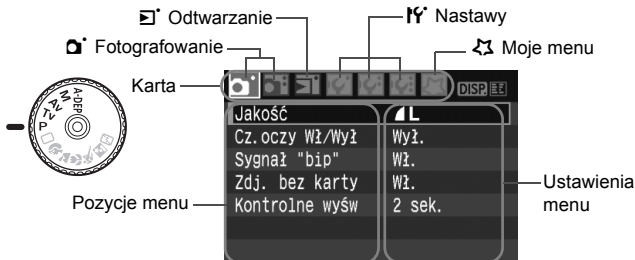 Odtwarzanie
Nastawy
Fotografowanie
Moje menu
Karta
DISP.
A-DEP
M
Av
Tv
P
Jakość
L
Cz.oczy Wł/Wył
Wył.
Sygnał "bip"
Wł.
Zdj. bez karty
Wł.
Kontrolne wyśw
2 sek.
Pozycje menu
Ustawienia
menu